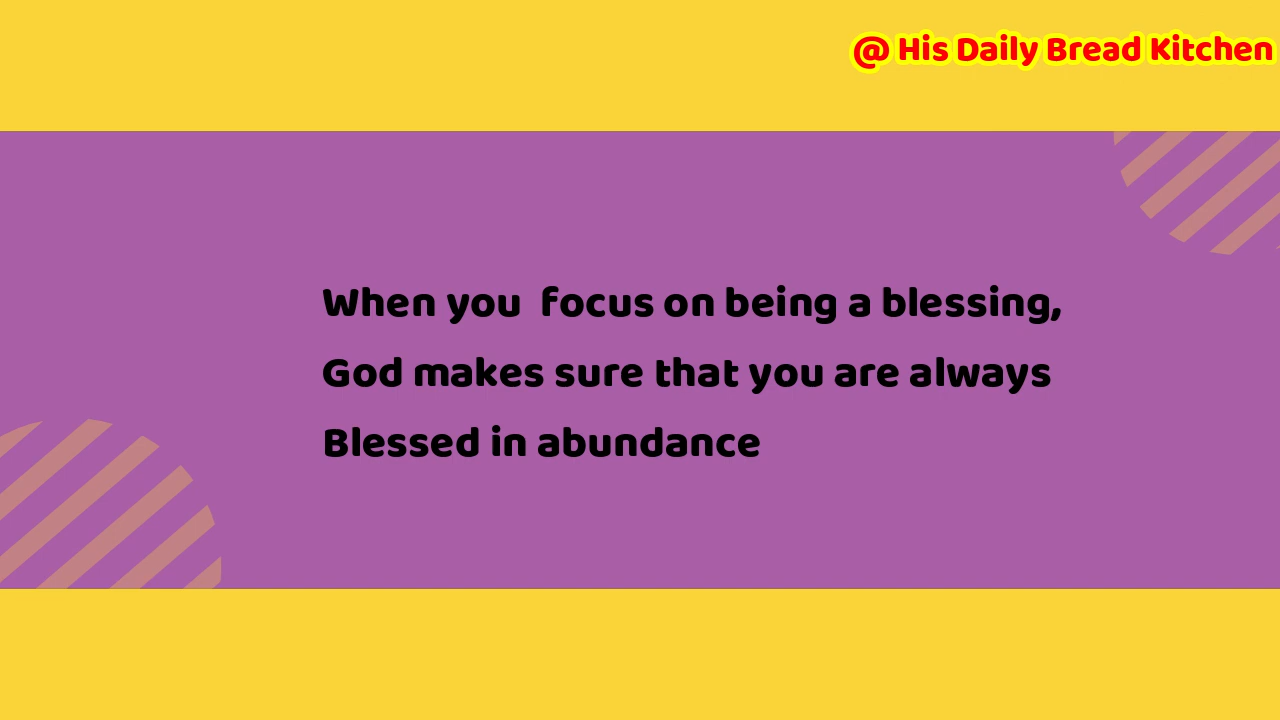 @ His Daily Bread Kitchen
When you  focus on being a blessing,
God makes sure that you are always
Blessed in abundance